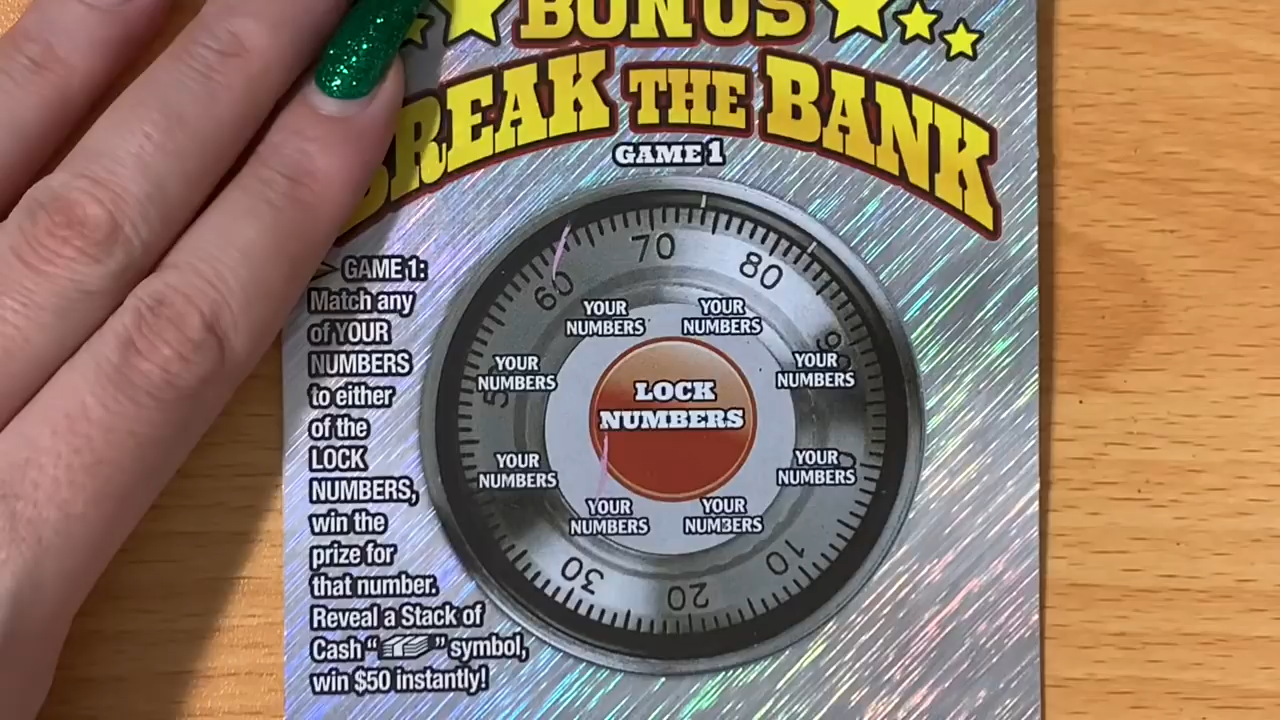 BONUS
BREAK THE BANK
GAME 1
GAME 1:
Match any
of YOUR
NUMBERS
to either
of the
LOCK
NUMBERS,
win the
prize for
that number.
Reveal a Stack of
Cash “ ” symbol,
win $50 instantly!
70
80
60
90
50
YOUR
NUMBERS
YOUR
NUMBERS
YOUR
NUMBERS
YOUR
NUMBERS
LOCK
NUMBERS
YOUR
NUMBERS
YOUR
NUMBERS
YOUR
NUMBERS
YOUR
NUMBERS
30
20
10